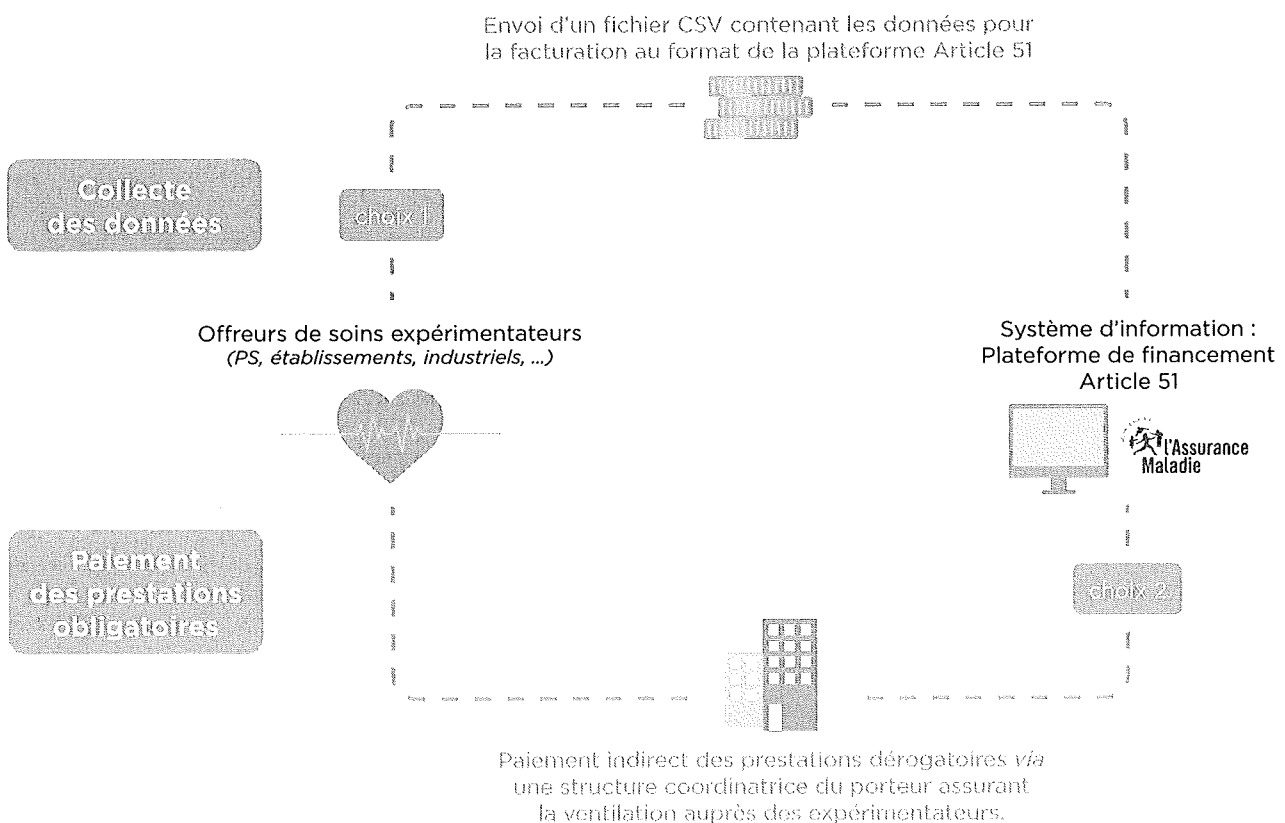 Envoi d'un fichier CSV contenant les données pour
la facturation au format de la plateforme Article 51
Collecte
des données
choix 1
Offreurs de soins expérimentateurs
(PS, établissements, industriels, ...)
Système d'information :
Plateforme de financement
Article 51
l'Assurance
Maladie
Paiement
des prestations
obligatoires
choix 2
Paiement indirect des prestations dérogatoires via
une structure coordinatrice du porteur assurant
la ventilation auprès des expérimentateurs.